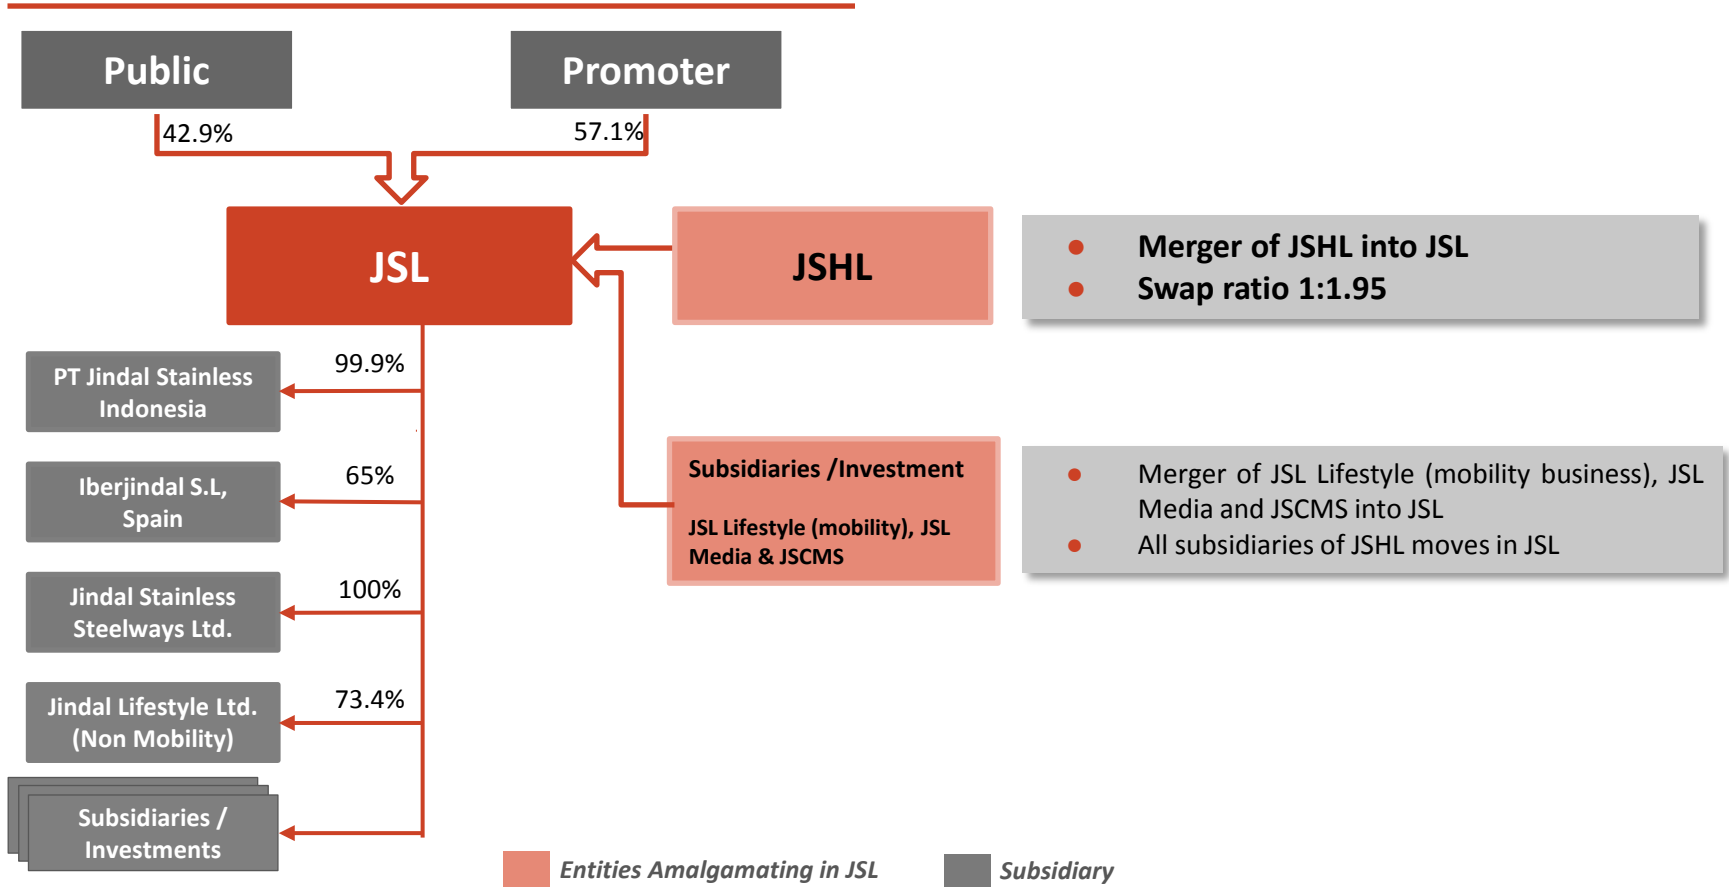 Public
Promoter
42.9%
57.1%
JSL
JSHL
● Merger of JSHL into JSL
● Swap ratio 1:1.95
99.9%
PT Jindal Stainless
Indonesia
65%
Iberjindal S.L,
Spain
Subsidiaries /Investment
JSL Lifestyle (mobility), JSL
Media & JSCMS
● Merger of JSL Lifestyle (mobility business), JSL
Media and JSCMS into JSL
● All subsidiaries of JSHL moves in JSL
100%
Jindal Stainless
Steelways Ltd.
73.4%
Jindal Lifestyle Ltd.
(Non Mobility)
Subsidiaries /
Investments
Entities Amalgamating in JSL
Subsidiary